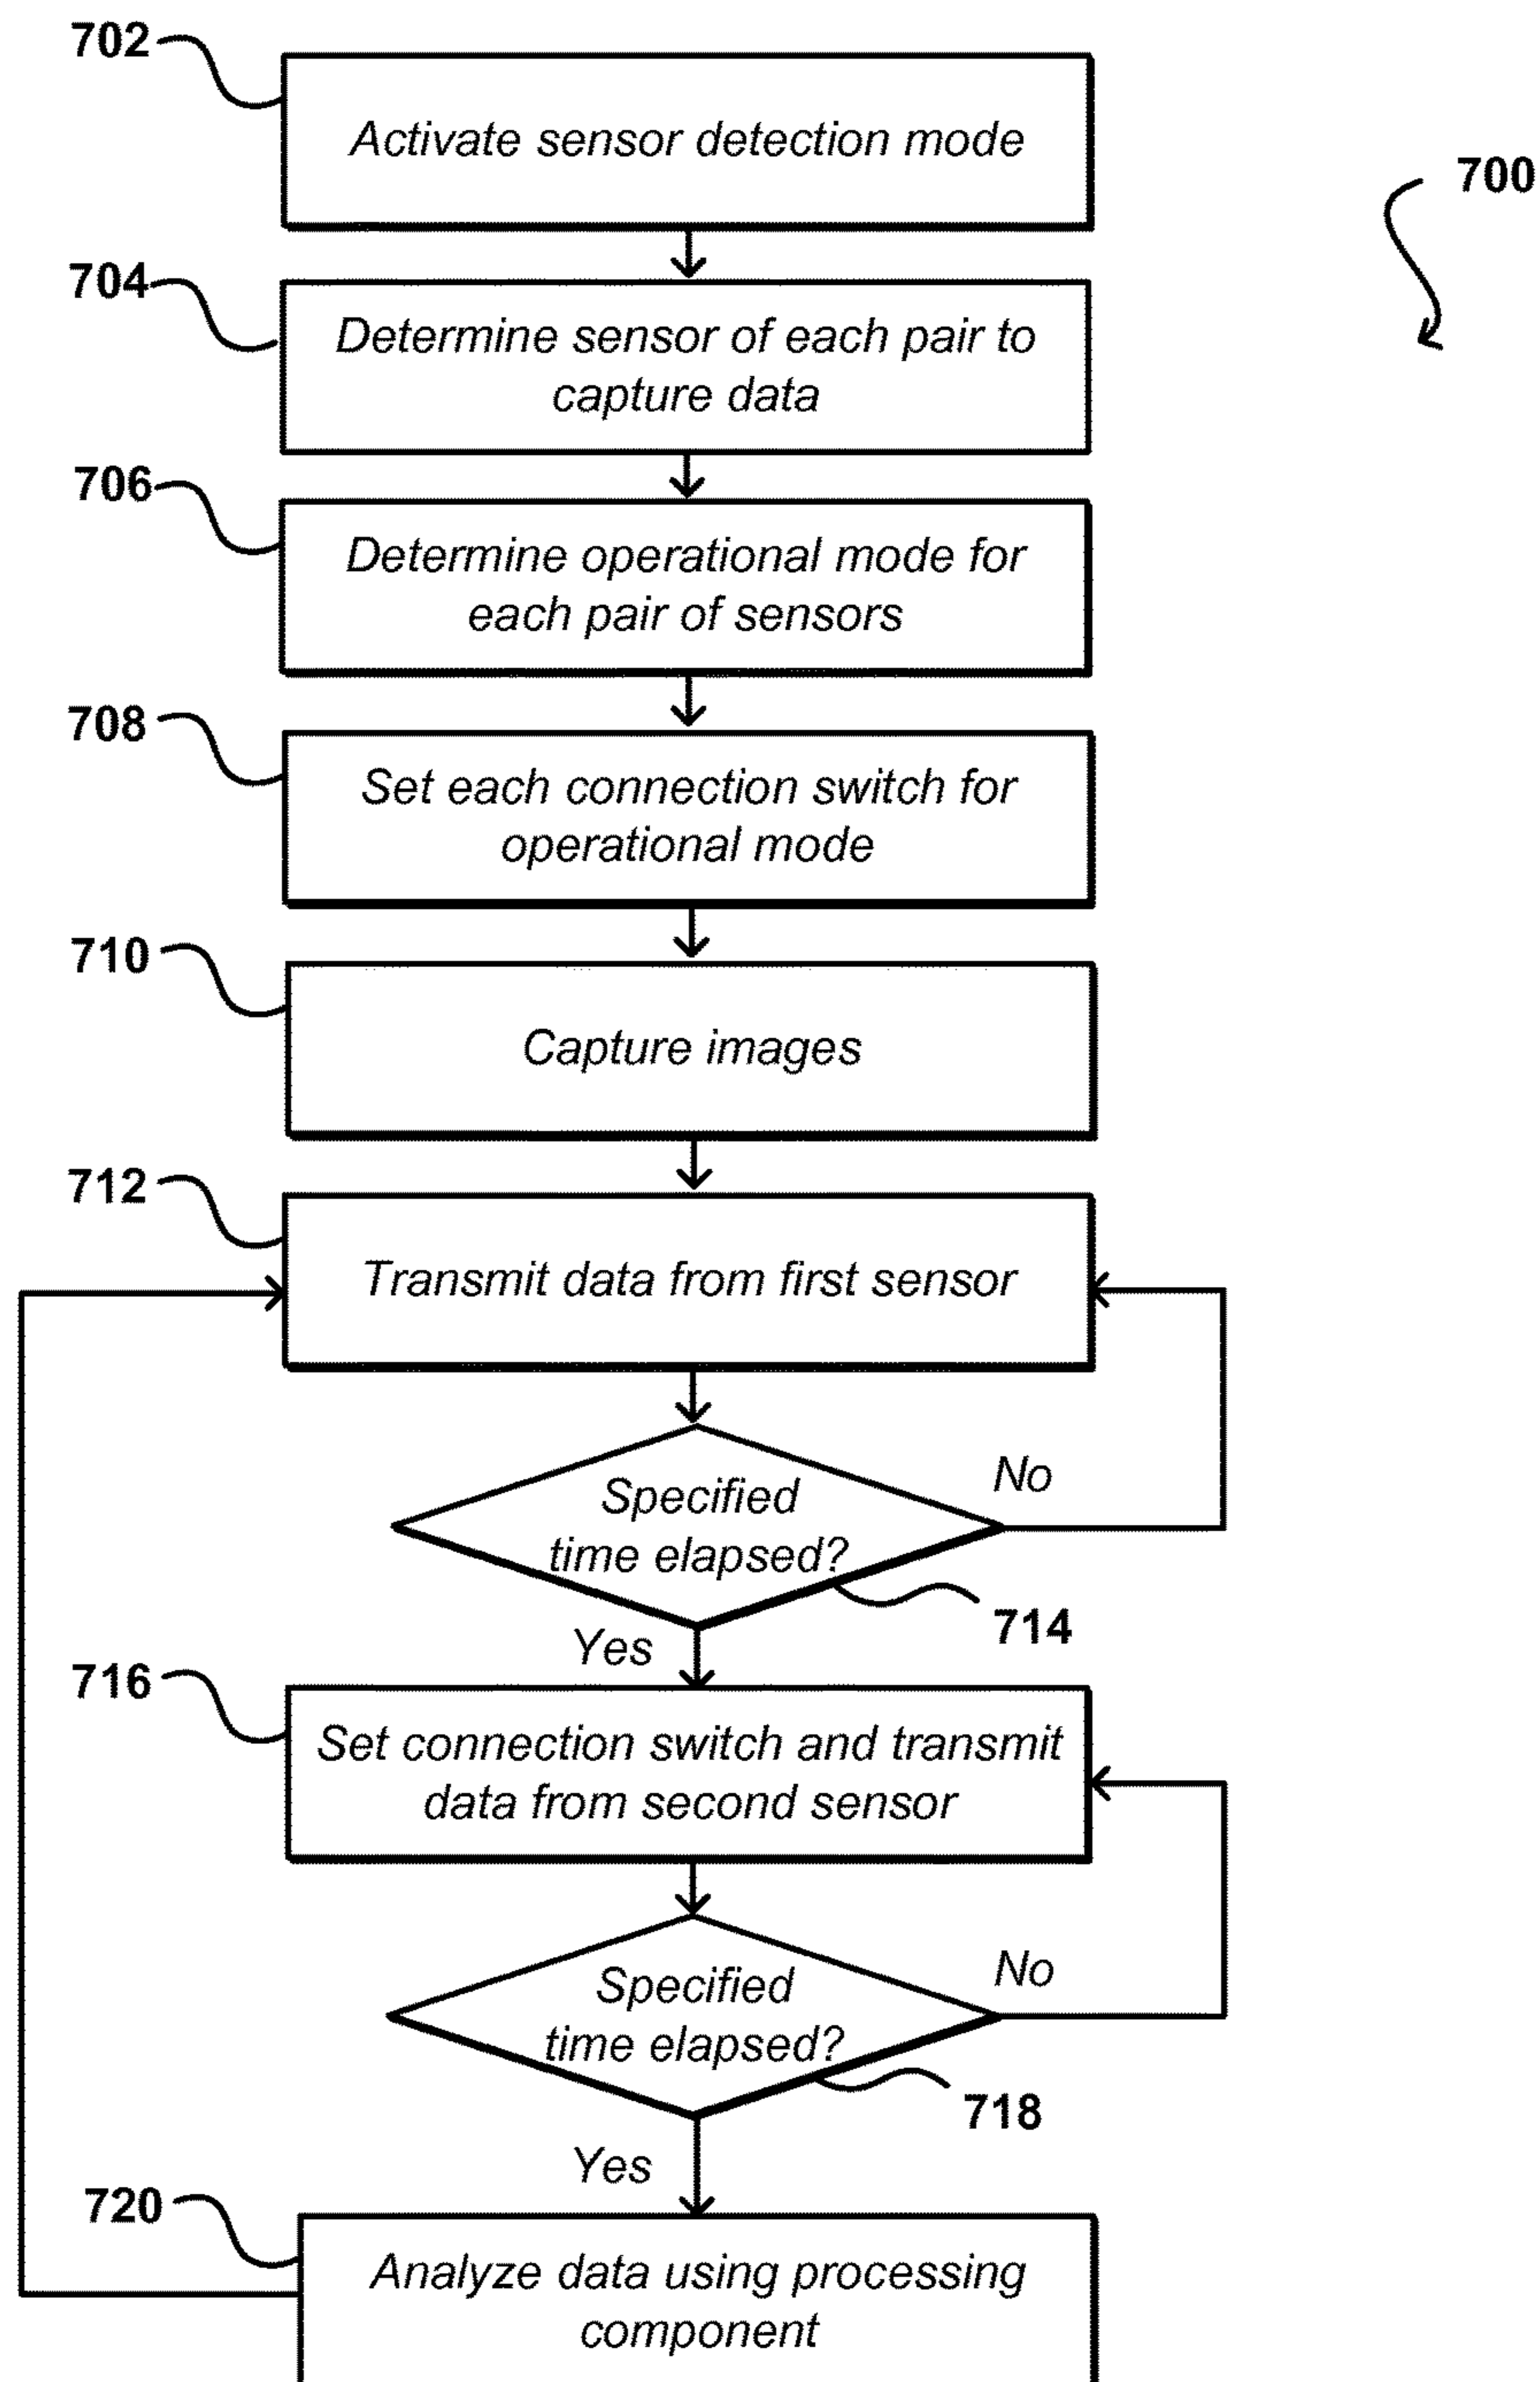 702
Activate sensor detection mode
700
704
Determine sensor of each pair to
capture data
706
Determine operational mode for
each pair of sensors
708
Set each connection switch for
operational mode
710
Capture images
712
Transmit data from first sensor
Specified
time elapsed?
No
714
Yes
716
Set connection switch and transmit
data from second sensor
Specified
time elapsed?
No
718
Yes
720
Analyze data using processing
component